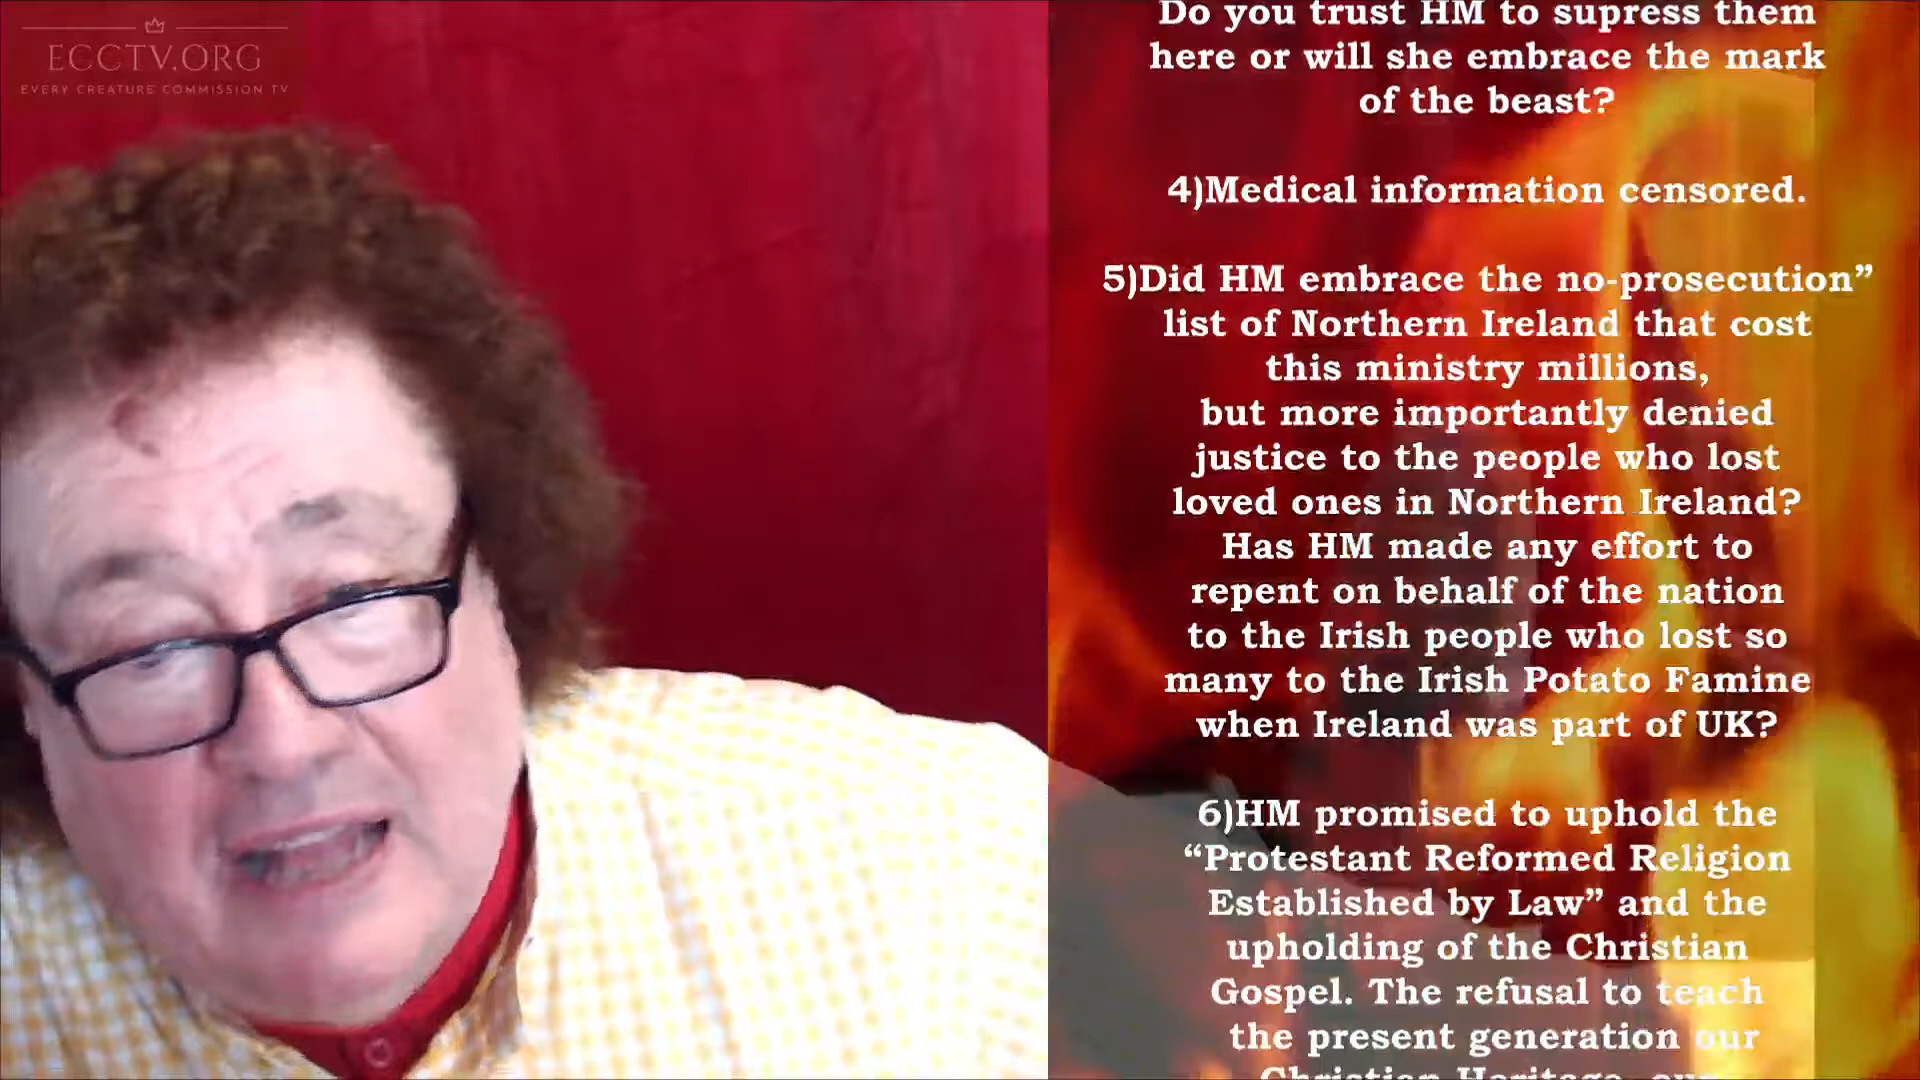 ECCTV.ORG
EVERY CREATURE COMMISSION TV
Do you trust HM to supress them
here or will she embrace the mark
of the beast?
4)Medical information censored.
5)Did HM embrace the no-prosecution”
list of Northern Ireland that cost
this ministry millions,
but more importantly denied
justice to the people who lost
loved ones in Northern Ireland?
Has HM made any effort to
repent on behalf of the nation
to the Irish people who lost so
many to the Irish Potato Famine
when Ireland was part of UK?
6)HM promised to uphold the
“Protestant Reformed Religion
Established by Law” and the
upholding of the Christian
Gospel. The refusal to teach
the present generation our
Christian Heritage, our